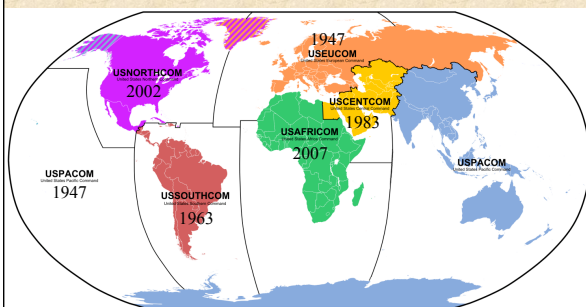 1947
USEUCOM
United States European Command
USNORTHCOM
United States Northern Command
2002
USCENTCOM
United States Central Command
1983
USAFRICOM
United States Africa Command
2007
USPACOM
United States Pacific Command
1947
USSOUTHCOM
United States Southern Command
1963
USPACOM
United States Pacific Command